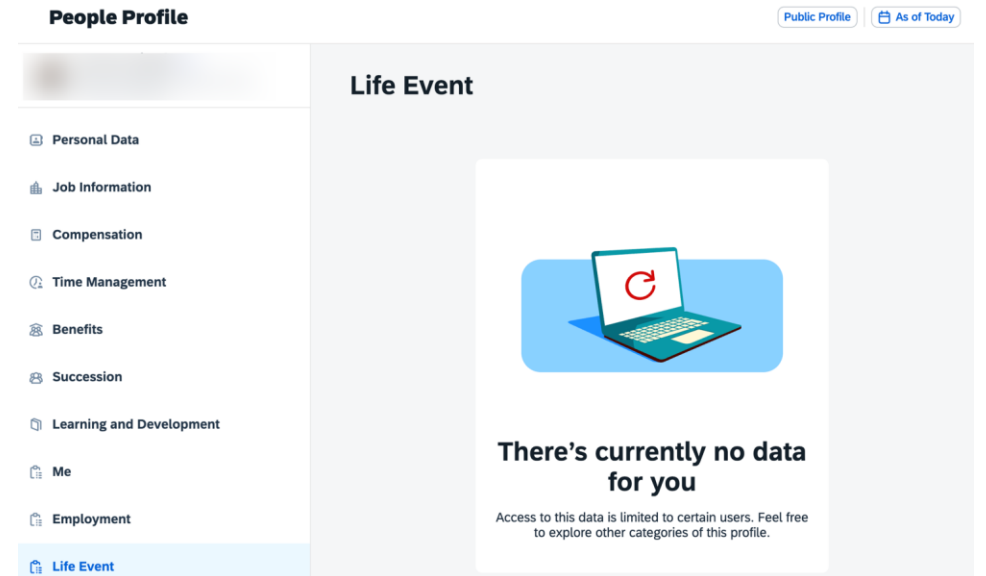 People Profile
Public Profile
As of Today
Life Event
Personal Data
Job Information
Compensation
Time Management
Benefits
Succession
Learning and Development
Me
Employment
Life Event
There's currently no data
for you
Access to this data is limited to certain users. Feel free
to explore other categories of this profile.